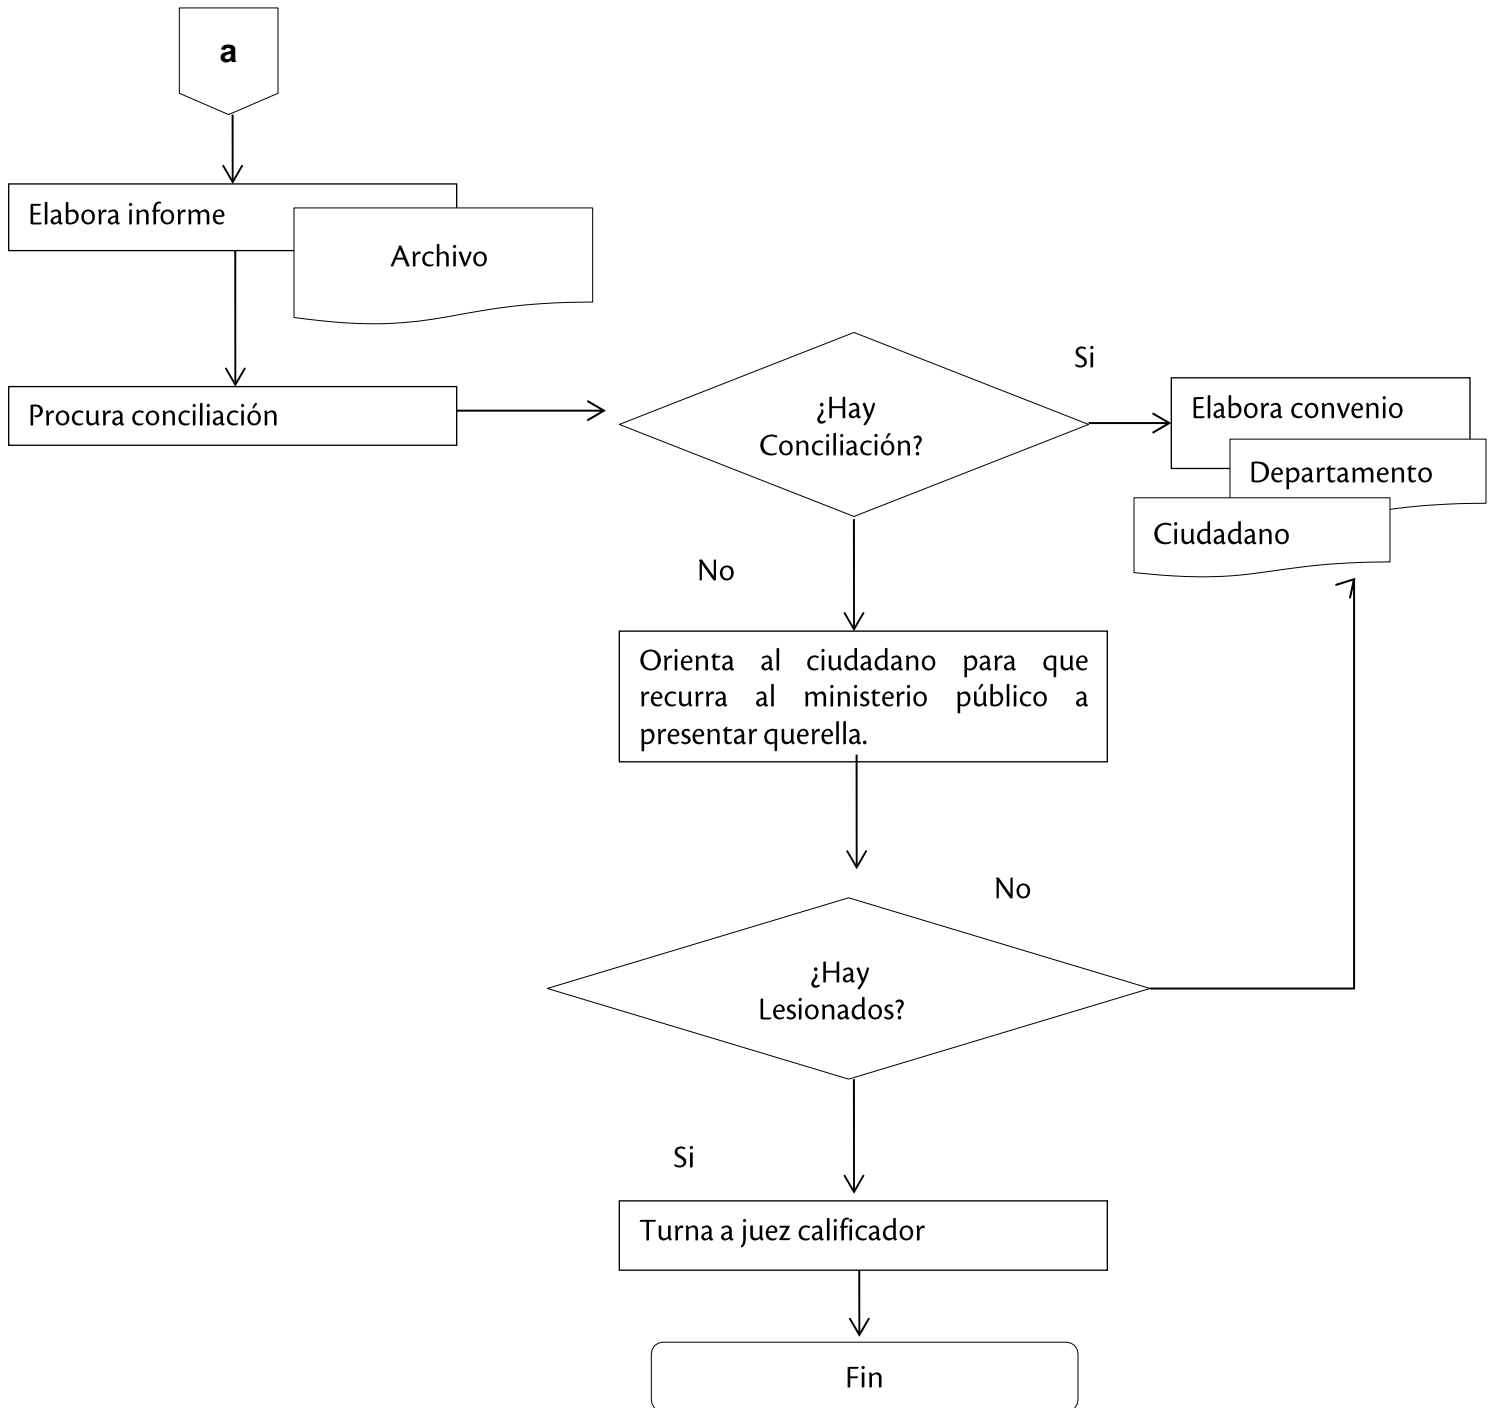 a
Elabora informe
Archivo
Procura conciliación
¿Hay
Conciliación?
Si
Elabora convenio
Departamento
Ciudadano
No
Orienta al ciudadano para que
recurra al ministerio público a
presentar querella.
No
¿Hay
Lesionados?
Si
Turna a juez calificador
Fin